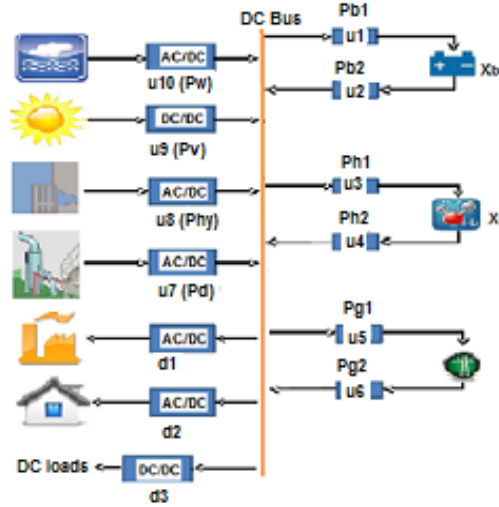 DC Bus
Pb1
u1
Pb2
u2
Xb
AC/DC
u10 (Pw)
DC/DC
u9 (Pv)
AC/DC
u8 (Phy)
AC/DC
u7 (Pd)
Ph1
u3
Ph2
u4
X
Pg1
u5
Pg2
u6
AC/DC
d1
AC/DC
d2
DC loads
DC/DC
d3